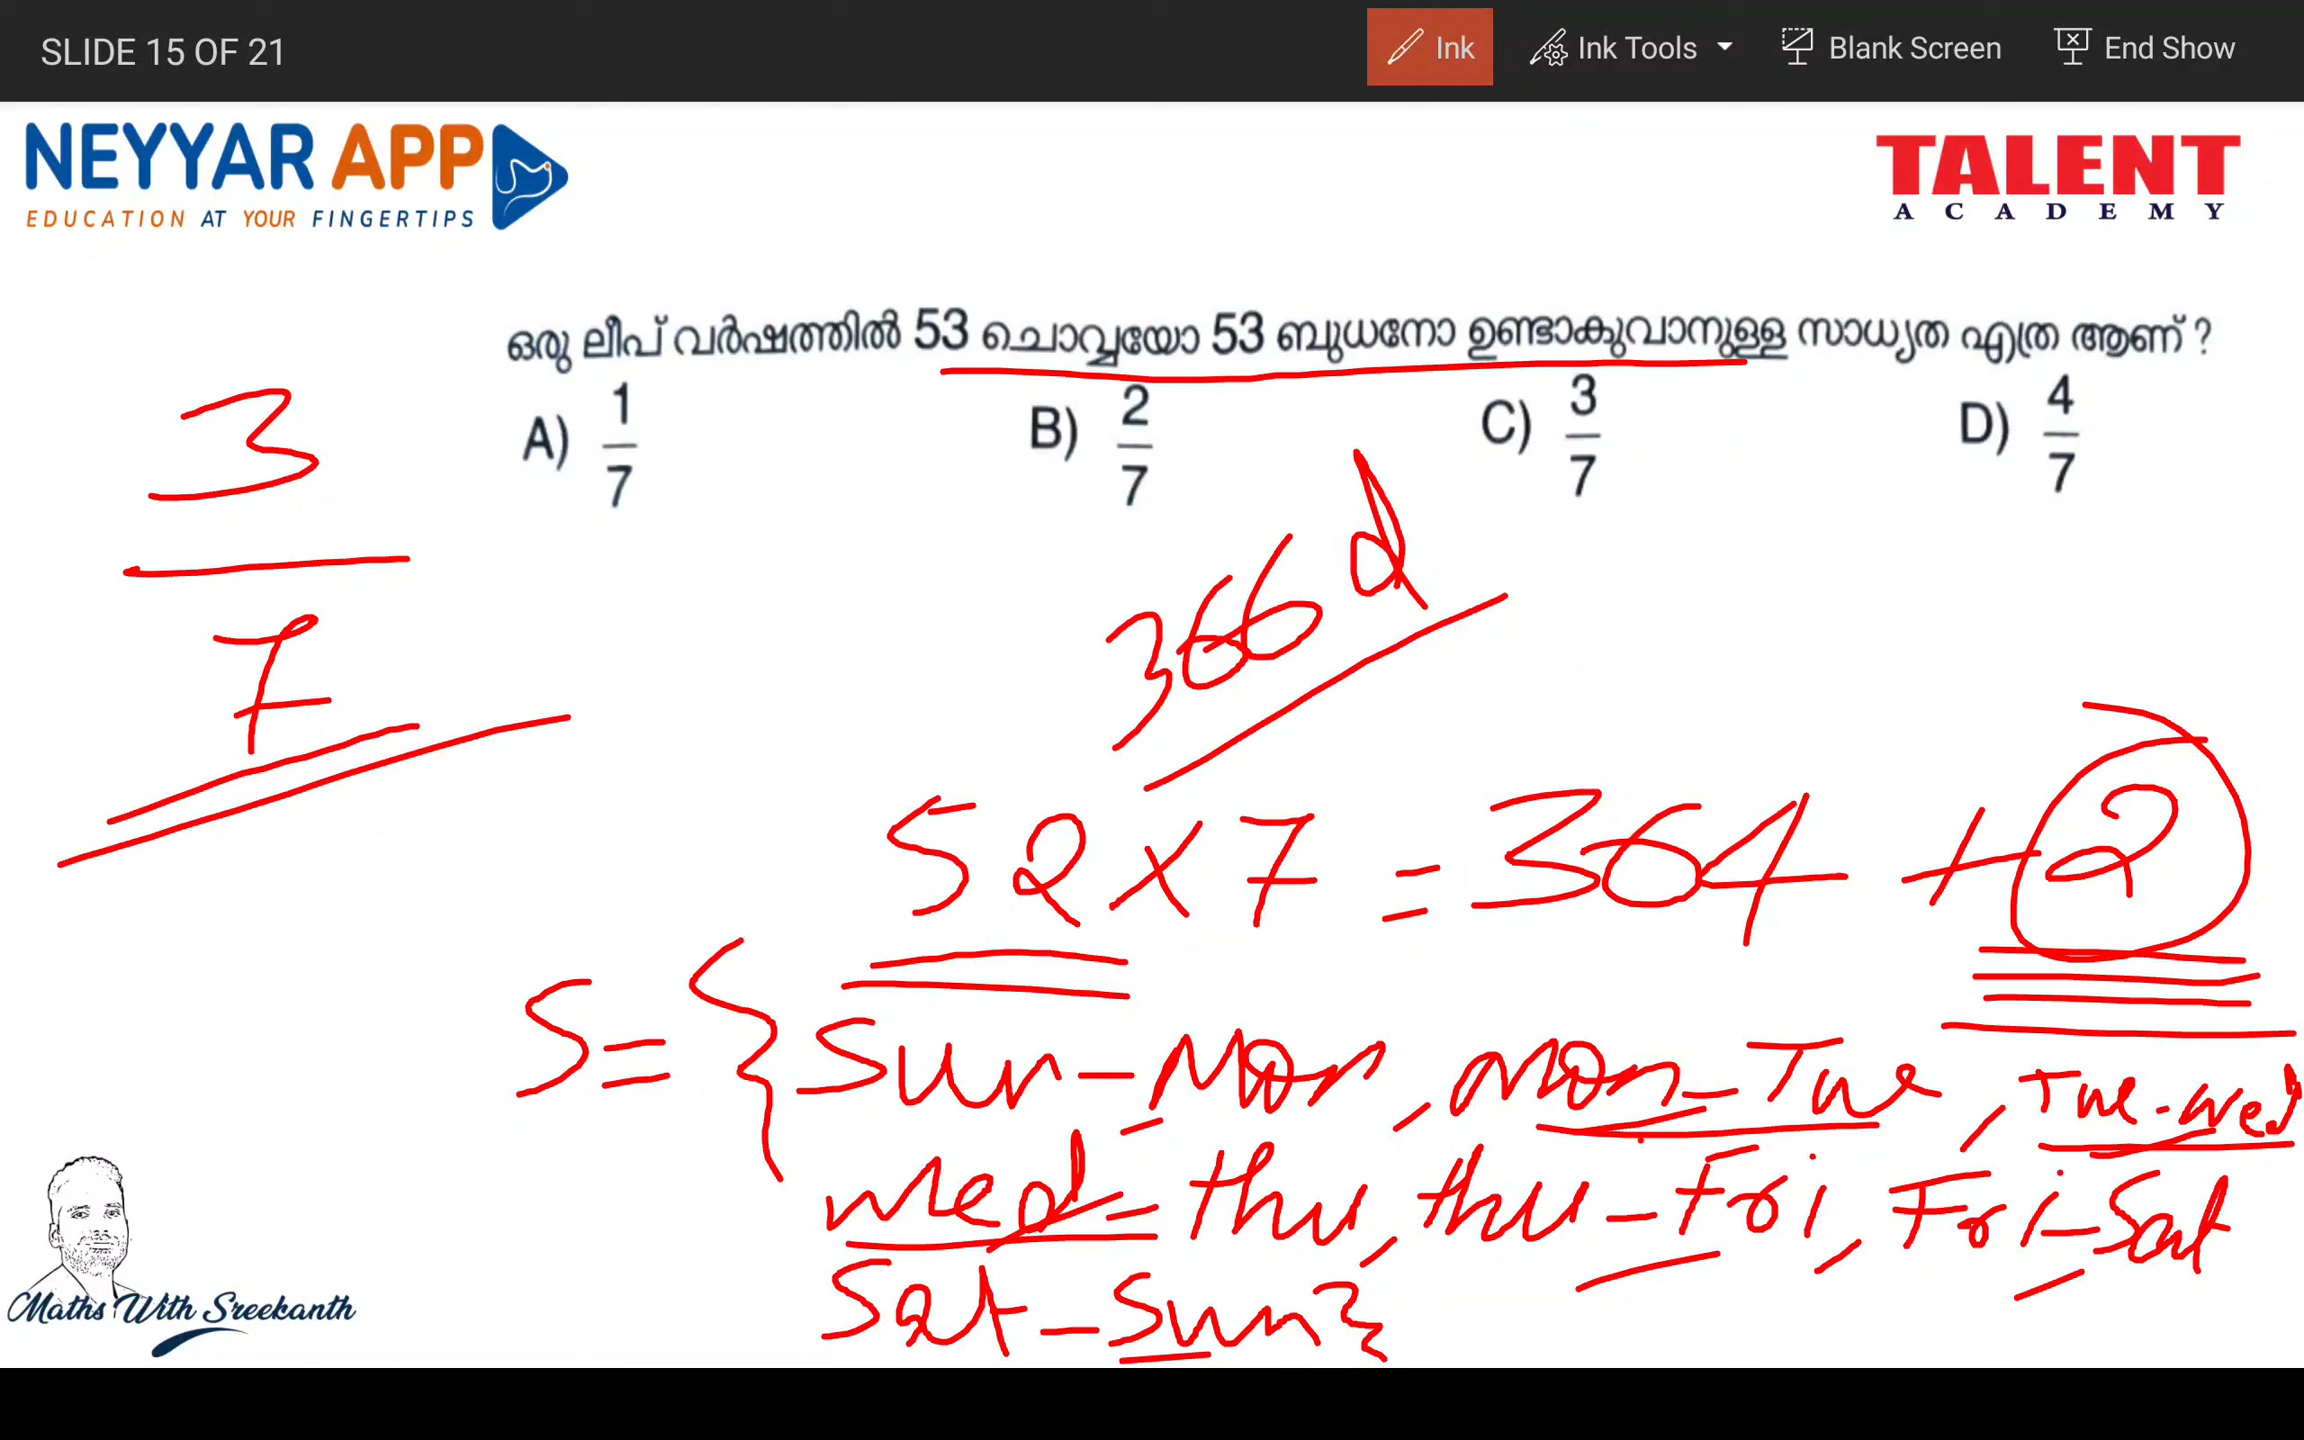 SLIDE 15 OF 21 Ink Ink Tools Blank Screen End Show
NEYYAR APP
EDUCATION AT YOUR FINGERTIPS
TALENT
ACADEMY
ഒരു ലീപ് വർഷത്തിൽ 53 ചൊവ്വയോ 53 ബുധനോ ഉണ്ടാകുവാനുള്ള സാധ്യത എത്ര ആണ് ?
A) 1/7 B) 2/7 C) 3/7 D) 4/7
3/7
366 d
52 x 7 = 364 + 2
S = { Sun - Mon, Mon - Tue, Tue - Wed
Wed - thu, thu - Fri, Fri - Sat
Sat - Sun }
Maths With Sreekanth